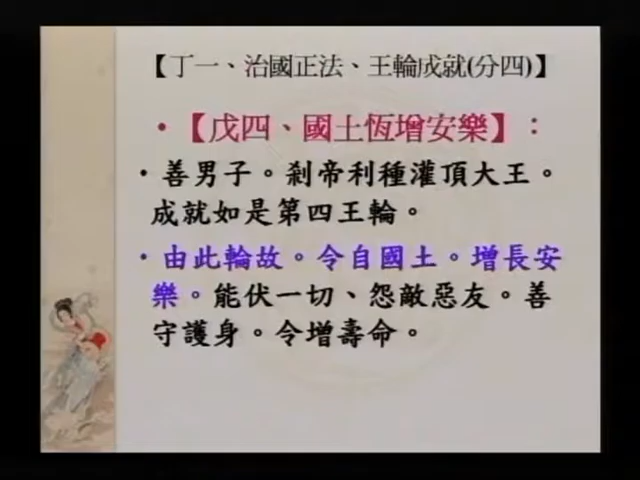 【丁一、治國正法、王輪成就(分四)】
•【戊四、國土恆增安樂】：
•善男子。剎帝利種灌頂大王。
成就如是第四王輪。
•由此輪故。令自國土。增長安
樂。能伏一切、怨敵惡友。善
守護身。令增壽命。